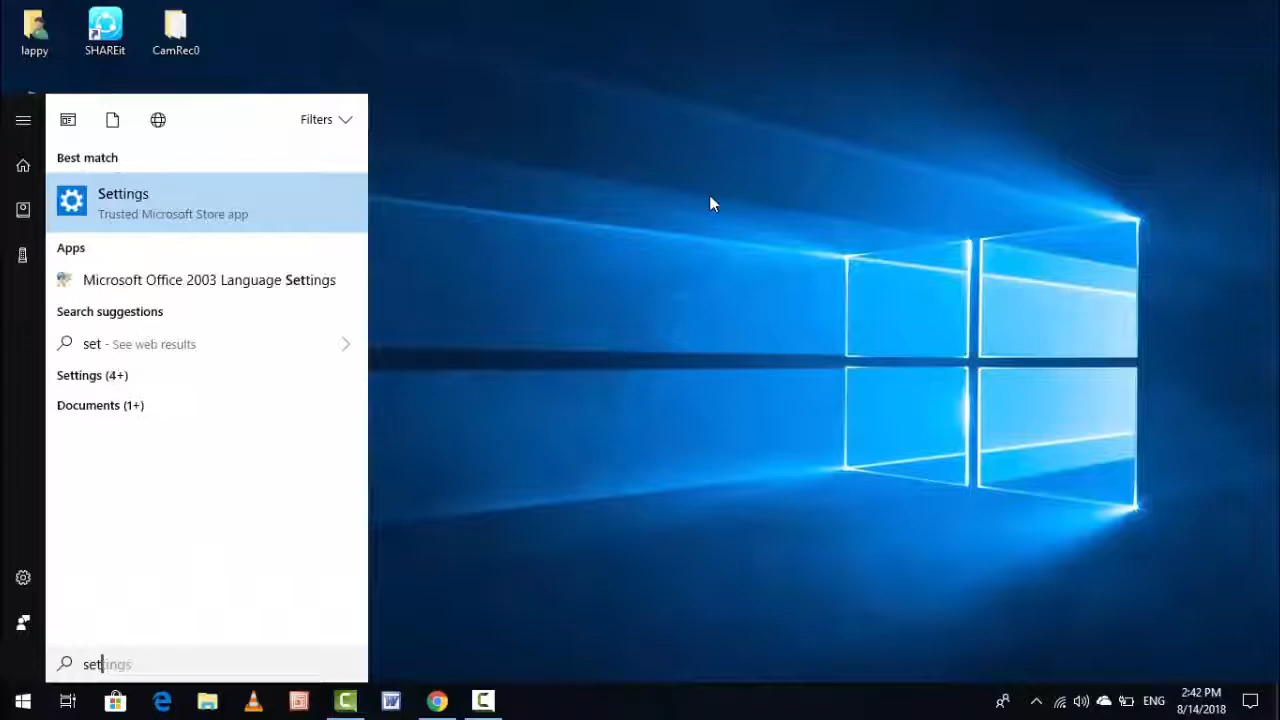 lappy
SHAREit
CamRec0
Filters
Best match
Settings
Trusted Microsoft Store app
Apps
Microsoft Office 2003 Language Settings
Search suggestions
set - See web results
Settings (4+)
Documents (1+)
settings
ENG
2:42 PM
8/14/2018